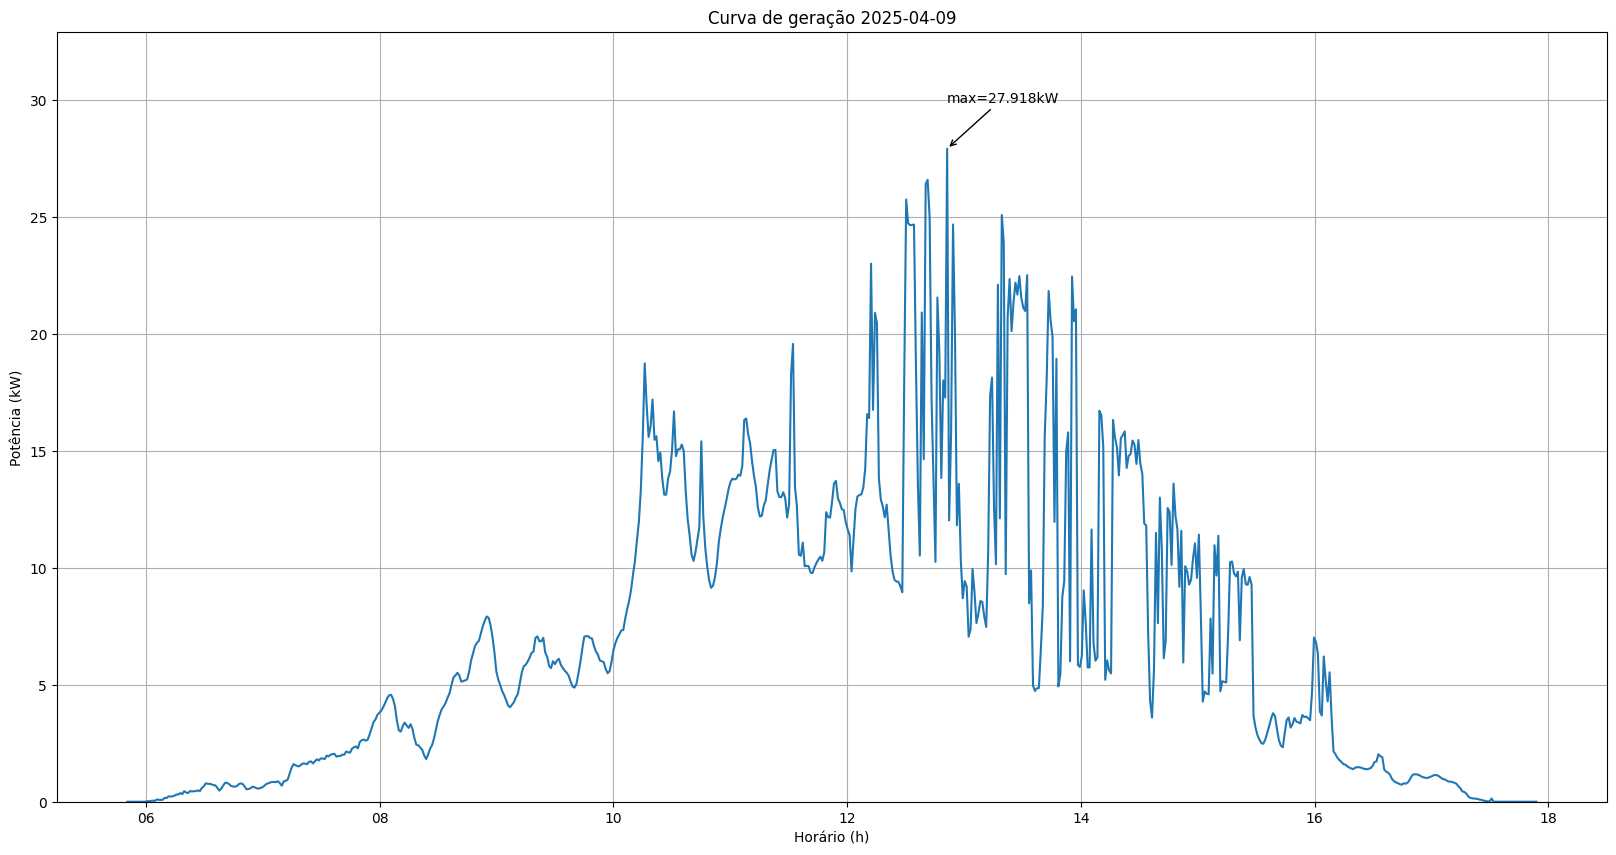 Curva de geração 2025-04-09
max=27.918kW
Potência (kW)
30
25
20
15
10
5
0
06 08 10 12 14 16 18
Horário (h)